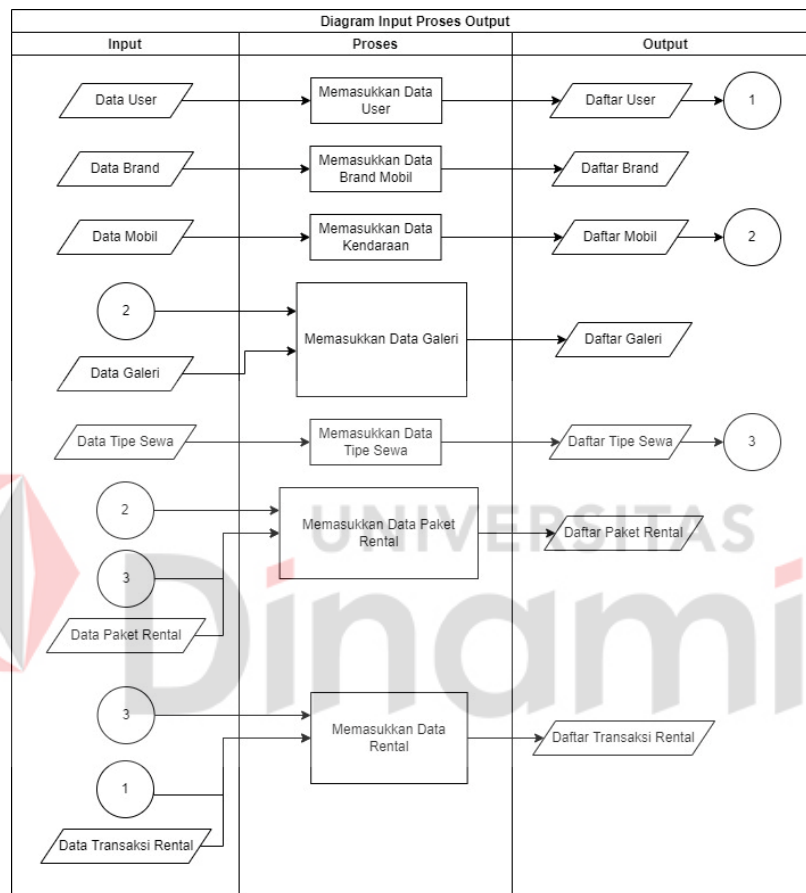 Diagram Input Proses Output
Input
Proses
Output
Data User
Memasukkan Data
User
Daftar User
1
Data Brand
Memasukkan Data
Brand Mobil
Daftar Brand
Data Mobil
Memasukkan Data
Kendaraan
Daftar Mobil
2
2
Data Galeri
Memasukkan Data Galeri
Daftar Galeri
Data Tipe Sewa
Memasukkan Data
Tipe Sewa
Daftar Tipe Sewa
3
2
3
Data Paket Rental
Memasukkan Data Paket
Rental
Daftar Paket Rental
UNIVERSITAS
Dinami
3
1
Data Transaksi Rental
Memasukkan Data
Rental
Daftar Transaksi Rental